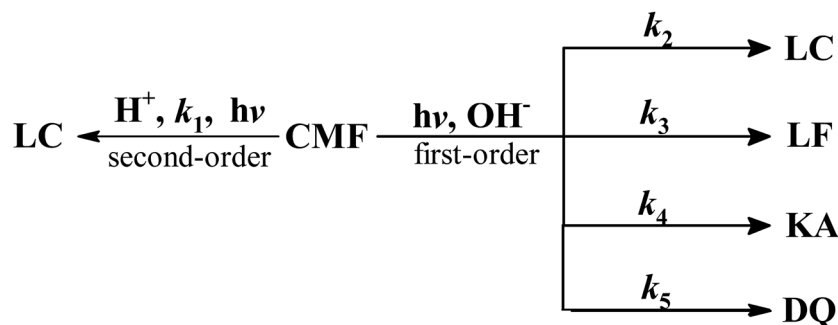 k₂ LC
H⁺, k₁, hν hν, OH⁻ k₃
LC CMF LF
second-order first-order
k₄ KA
k₅ DQ